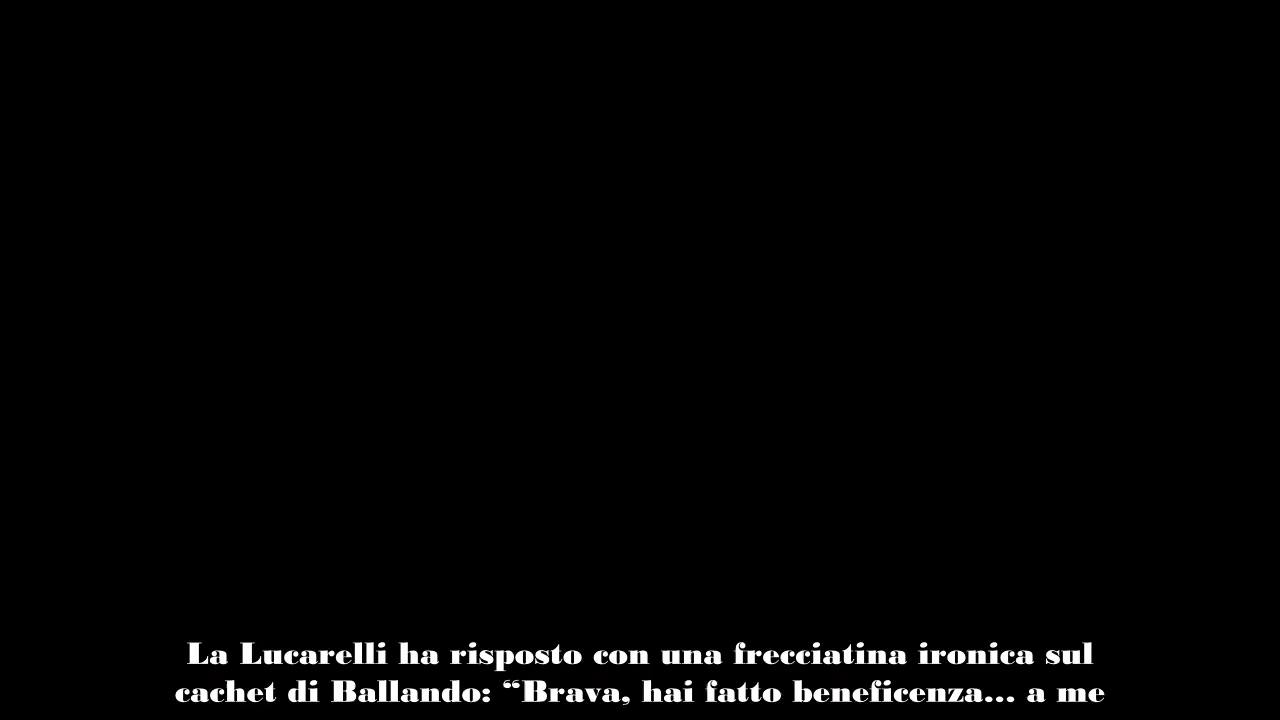 La Lucarelli ha risposto con una frecciatina ironica sul
cachet di Ballando: “Brava, hai fatto beneficenza... a me